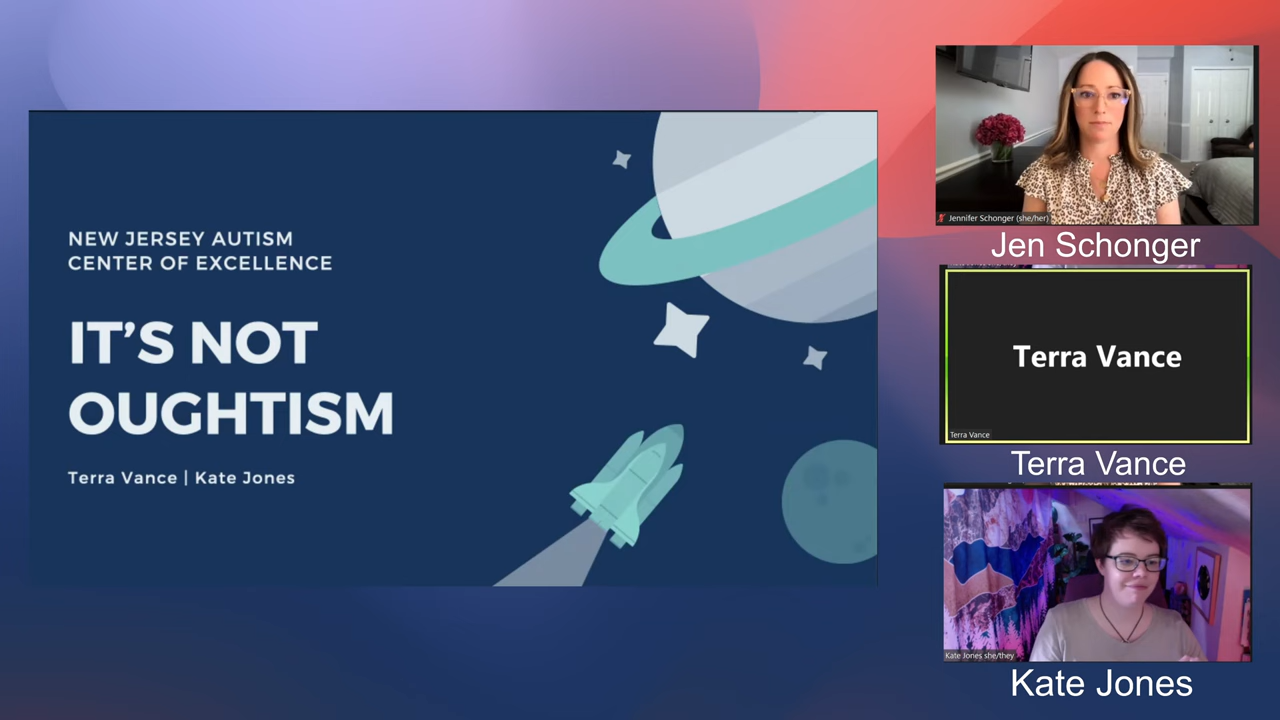 NEW JERSEY AUTISM
CENTER OF EXCELLENCE
IT'S NOT
OUGHTISM
Terra Vance | Kate Jones
Jennifer Schonger (she/her)
Jen Schonger
Terra Vance
Terra Vance
Terra Vance
Kate Jones she/they
Kate Jones